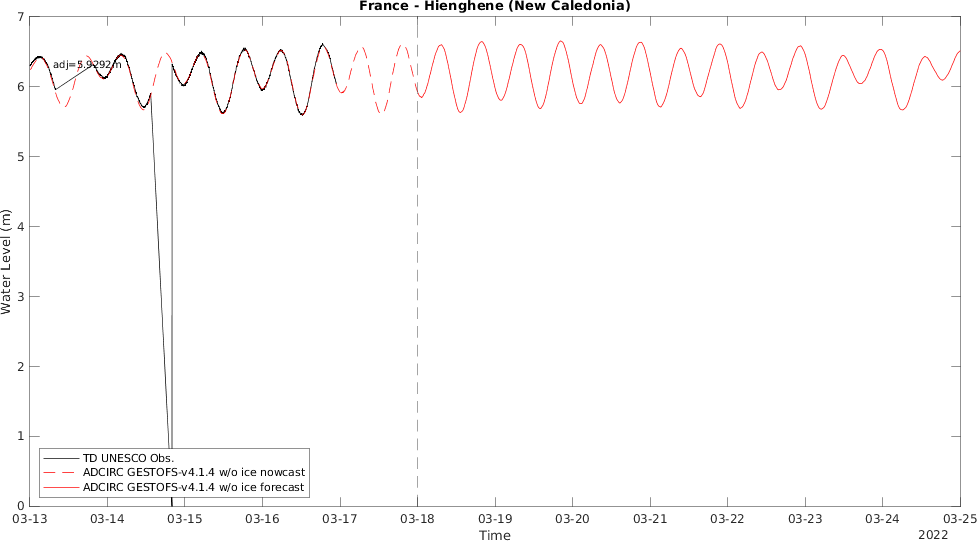 France - Hienghene (New Caledonia)
7
6
5
4
3
2
1
0
Water Level (m)
adj=5.9292m
TD UNESCO Obs.
ADCIRC GESTOFS-v4.1.4 w/o ice nowcast
ADCIRC GESTOFS-v4.1.4 w/o ice forecast
03-13 03-14 03-15 03-16 03-17 03-18 03-19 03-20 03-21 03-22 03-23 03-24 03-25
Time
2022